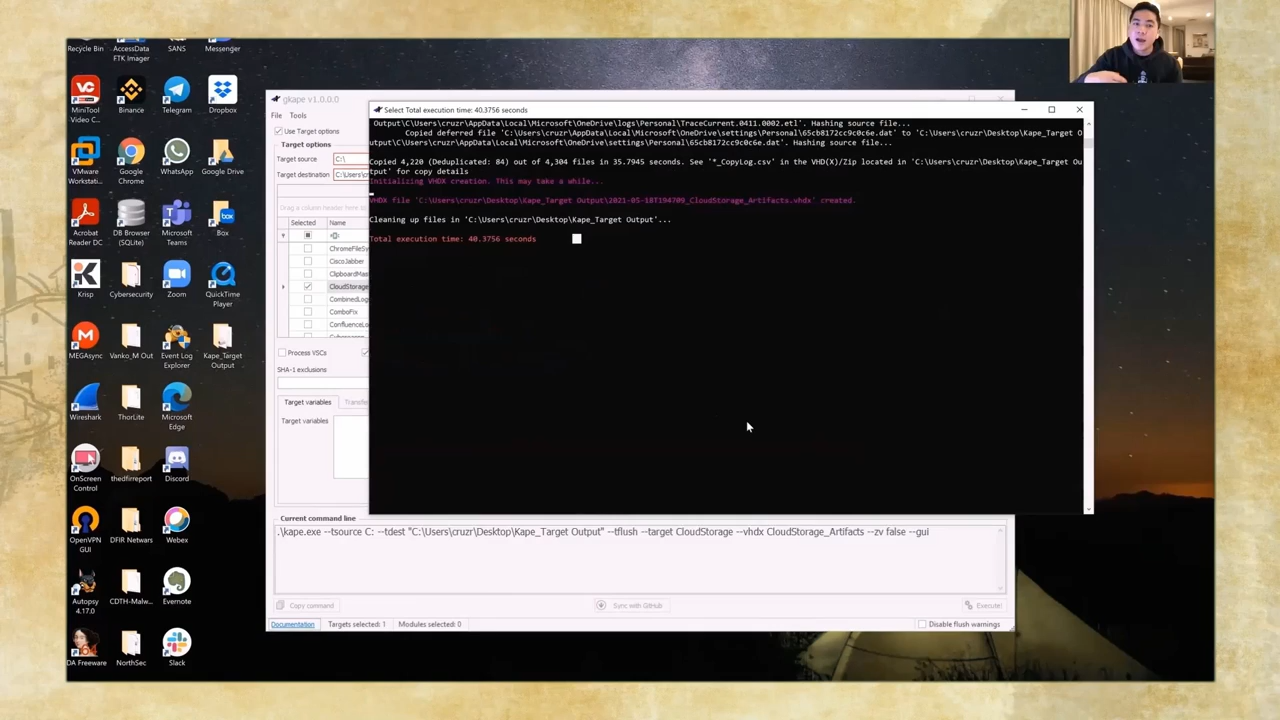 Recycle Bin
AccessData
FTK Imager
SANS
Messenger
MiniTool
Video C...
Binance
Telegram
Dropbox
VMware
Workstati...
Google
Chrome
WhatsApp
Google Drive
Acrobat
Reader DC
DB Browser
(SQLite)
Microsoft
Teams
Box
Krisp
Cybersecurity
Zoom
QuickTime
Player
MEGAsync
Vanko_M Out
Event Log
Explorer
Kape_Target
Output
Wireshark
ThorLite
Microsoft
Edge
OnScreen
Control
thedfirreport
Discord
OpenVPN
GUI
DFIR Netwars
Webex
Autopsy
4.17.0
CDTH-Malw...
Evernote
DA Freeware
NorthSec
Slack
gkape v1.0.0.0
File Tools
Use Target options
Target options
Target source C:\
Target destination C:\Users\cr
Drag a column header here to
Selected Name
ChromeFileSy
CiscoJabber
ClipboardMas
CloudStorage
CombinedLog
ComboFix
ConfluenceLo
Process VSCs
SHA-1 exclusions
Target variables Transfe
Target variables
Select Total execution time: 40.3756 seconds
Output\C\Users\cruzr\AppData\Local\Microsoft\OneDrive\logs\Personal\TraceCurrent.0411.0002.etl'. Hashing source file...
Copied deferred file 'C:\Users\cruzr\AppData\Local\Microsoft\OneDrive\settings\Personal\65cb8172cc9c0c6e.dat' to 'C:\Users\cruzr\Desktop\Kape_Target O
utput\C\Users\cruzr\AppData\Local\Microsoft\OneDrive\settings\Personal\65cb8172cc9c0c6e.dat'. Hashing source file...
Copied 4,220 (Deduplicated: 84) out of 4,304 files in 35.7945 seconds. See '*_CopyLog.csv' in the VHD(X)/Zip located in 'C:\Users\cruzr\Desktop\Kape_Target Ou
tput' for copy details
Initializing VHDX creation. This may take a while...
VHDX file 'C:\Users\cruzr\Desktop\Kape_Target Output\2021-05-18T194709_CloudStorage_Artifacts.vhdx' created.
Cleaning up files in 'C:\Users\cruzr\Desktop\Kape_Target Output'...
Total execution time: 40.3756 seconds
Current command line
.\kape.exe --tsource C: --tdest "C:\Users\cruzr\Desktop\Kape_Target Output" --tflush --target CloudStorage --vhdx CloudStorage_Artifacts --zv false --gui
Copy command Sync with GitHub Execute!
Documentation Targets selected: 1 Modules selected: 0 Disable flush warnings